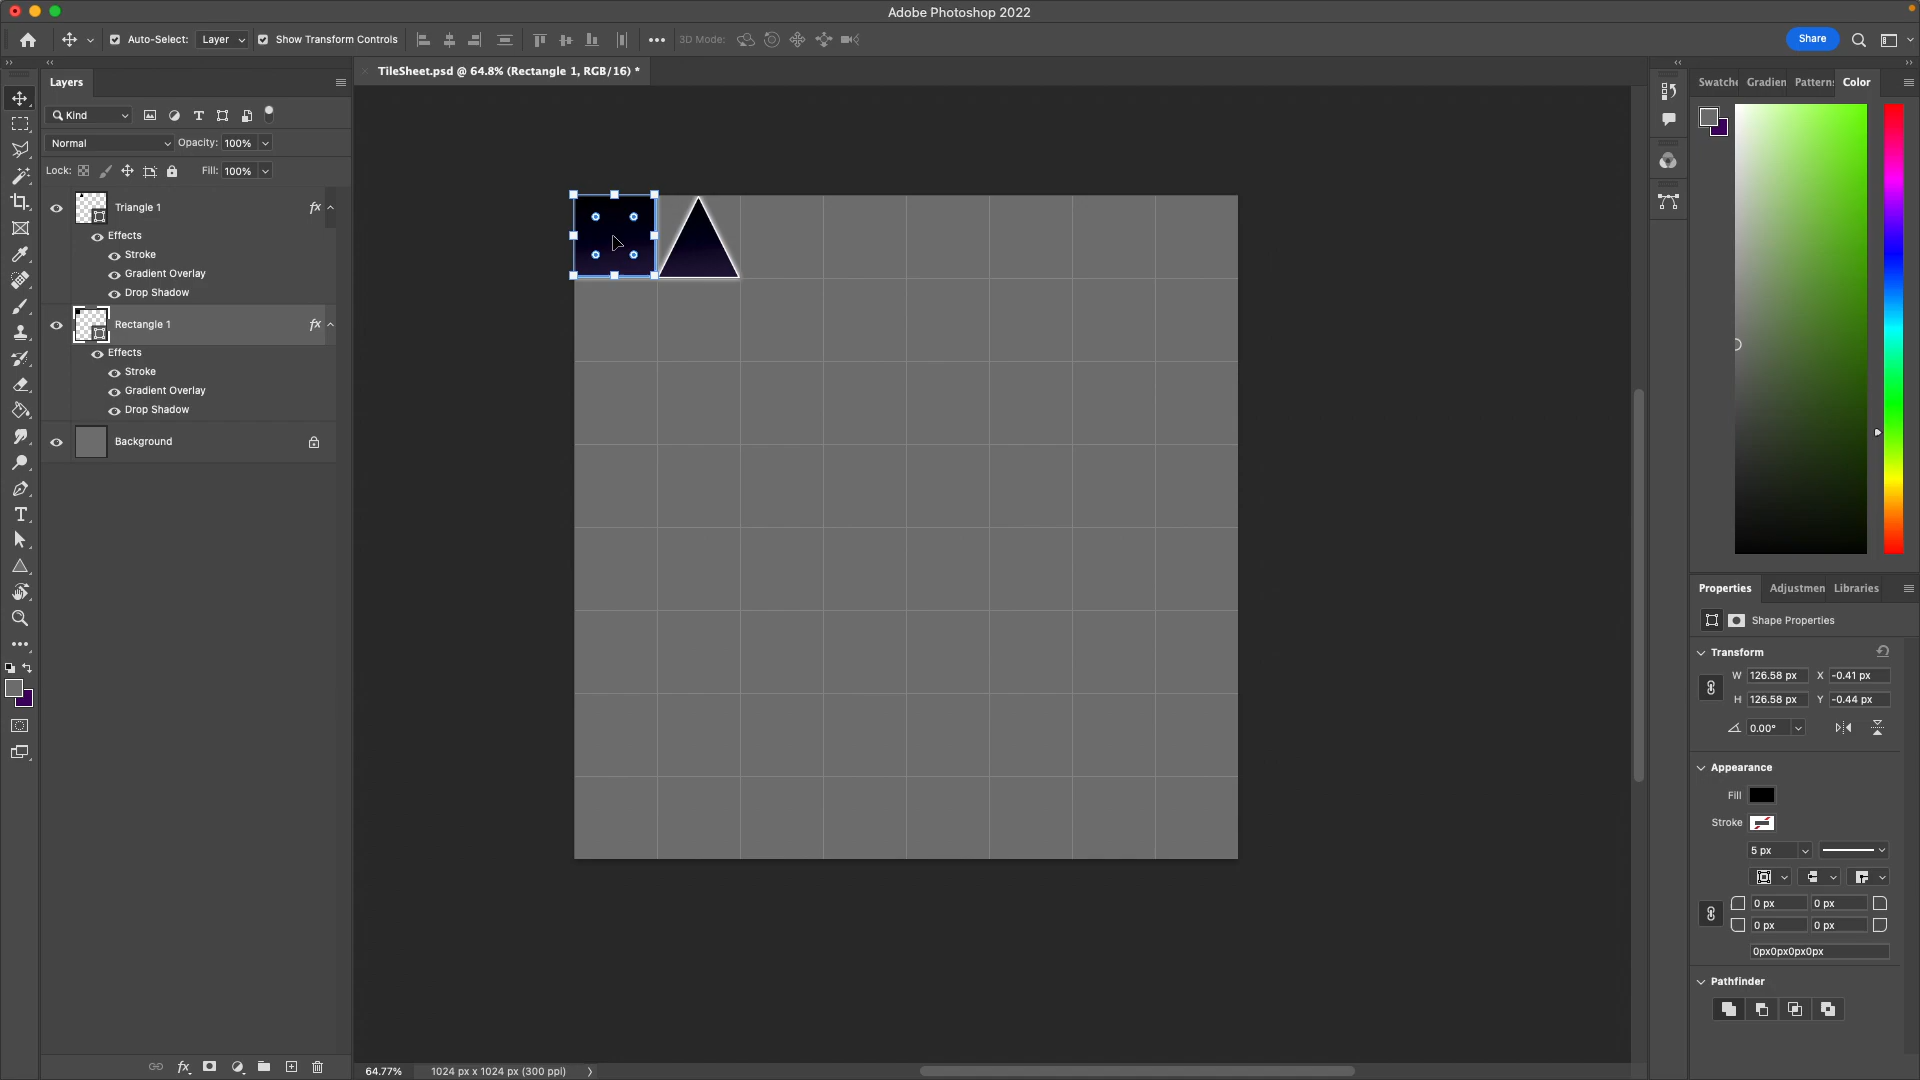 Adobe Photoshop 2022
Auto-Select: Layer Show Transform Controls 3D Mode: Share
Layers
TileSheet.psd @ 64.8% (Rectangle 1, RGB/16) *
Swatche Gradien Pattern: Color
Kind
Normal Opacity: 100%
Lock: Fill: 100%
Triangle 1 fx
Effects
Stroke
Gradient Overlay
Drop Shadow
Rectangle 1 fx
Effects
Stroke
Gradient Overlay
Drop Shadow
Background
Properties Adjustmen Libraries
Shape Properties
Transform
W 126.58 px X -0.41 px
H 126.58 px Y -0.44 px
0.00°
Appearance
Fill
Stroke
5 px
0 px 0 px
0 px 0 px
0px0px0px0px
Pathfinder
fx
64.77% 1024 px x 1024 px (300 ppi)